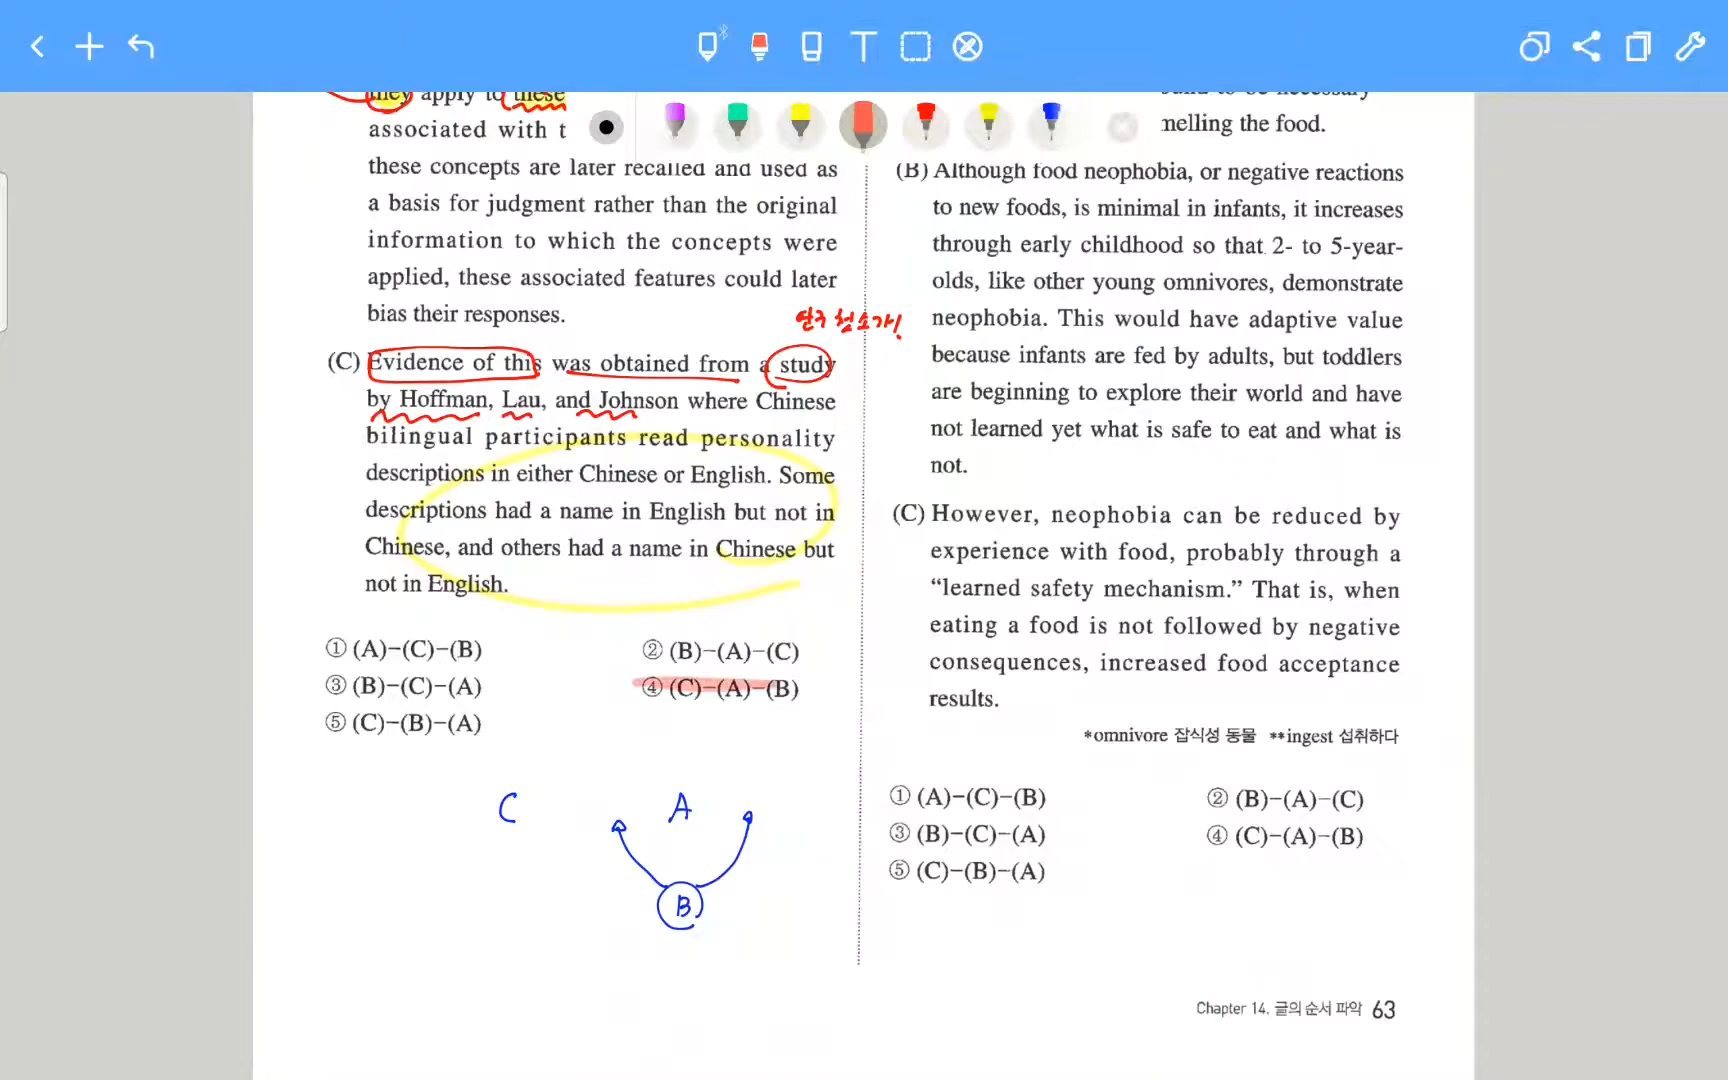 they apply to these
associated with t
these concepts are later recalled and used as
a basis for judgment rather than the original
information to which the concepts were
applied, these associated features could later
bias their responses.
연구 첫 소개!
(C) Evidence of this was obtained from a study
by Hoffman, Lau, and Johnson where Chinese
bilingual participants read personality
descriptions in either Chinese or English. Some
descriptions had a name in English but not in
Chinese, and others had a name in Chinese but
not in English.
① (A)-(C)-(B)
② (B)-(A)-(C)
③ (B)-(C)-(A)
④ (C)-(A)-(B)
⑤ (C)-(B)-(A)
C
A
B
to be necessary
melling the food.
(B) Although food neophobia, or negative reactions
to new foods, is minimal in infants, it increases
through early childhood so that 2- to 5-year-
olds, like other young omnivores, demonstrate
neophobia. This would have adaptive value
because infants are fed by adults, but toddlers
are beginning to explore their world and have
not learned yet what is safe to eat and what is
not.
(C) However, neophobia can be reduced by
experience with food, probably through a
“learned safety mechanism.” That is, when
eating a food is not followed by negative
consequences, increased food acceptance
results.
*omnivore 잡식성 동물 **ingest 섭취하다
① (A)-(C)-(B)
② (B)-(A)-(C)
③ (B)-(C)-(A)
④ (C)-(A)-(B)
⑤ (C)-(B)-(A)
Chapter 14. 글의 순서 파악 63